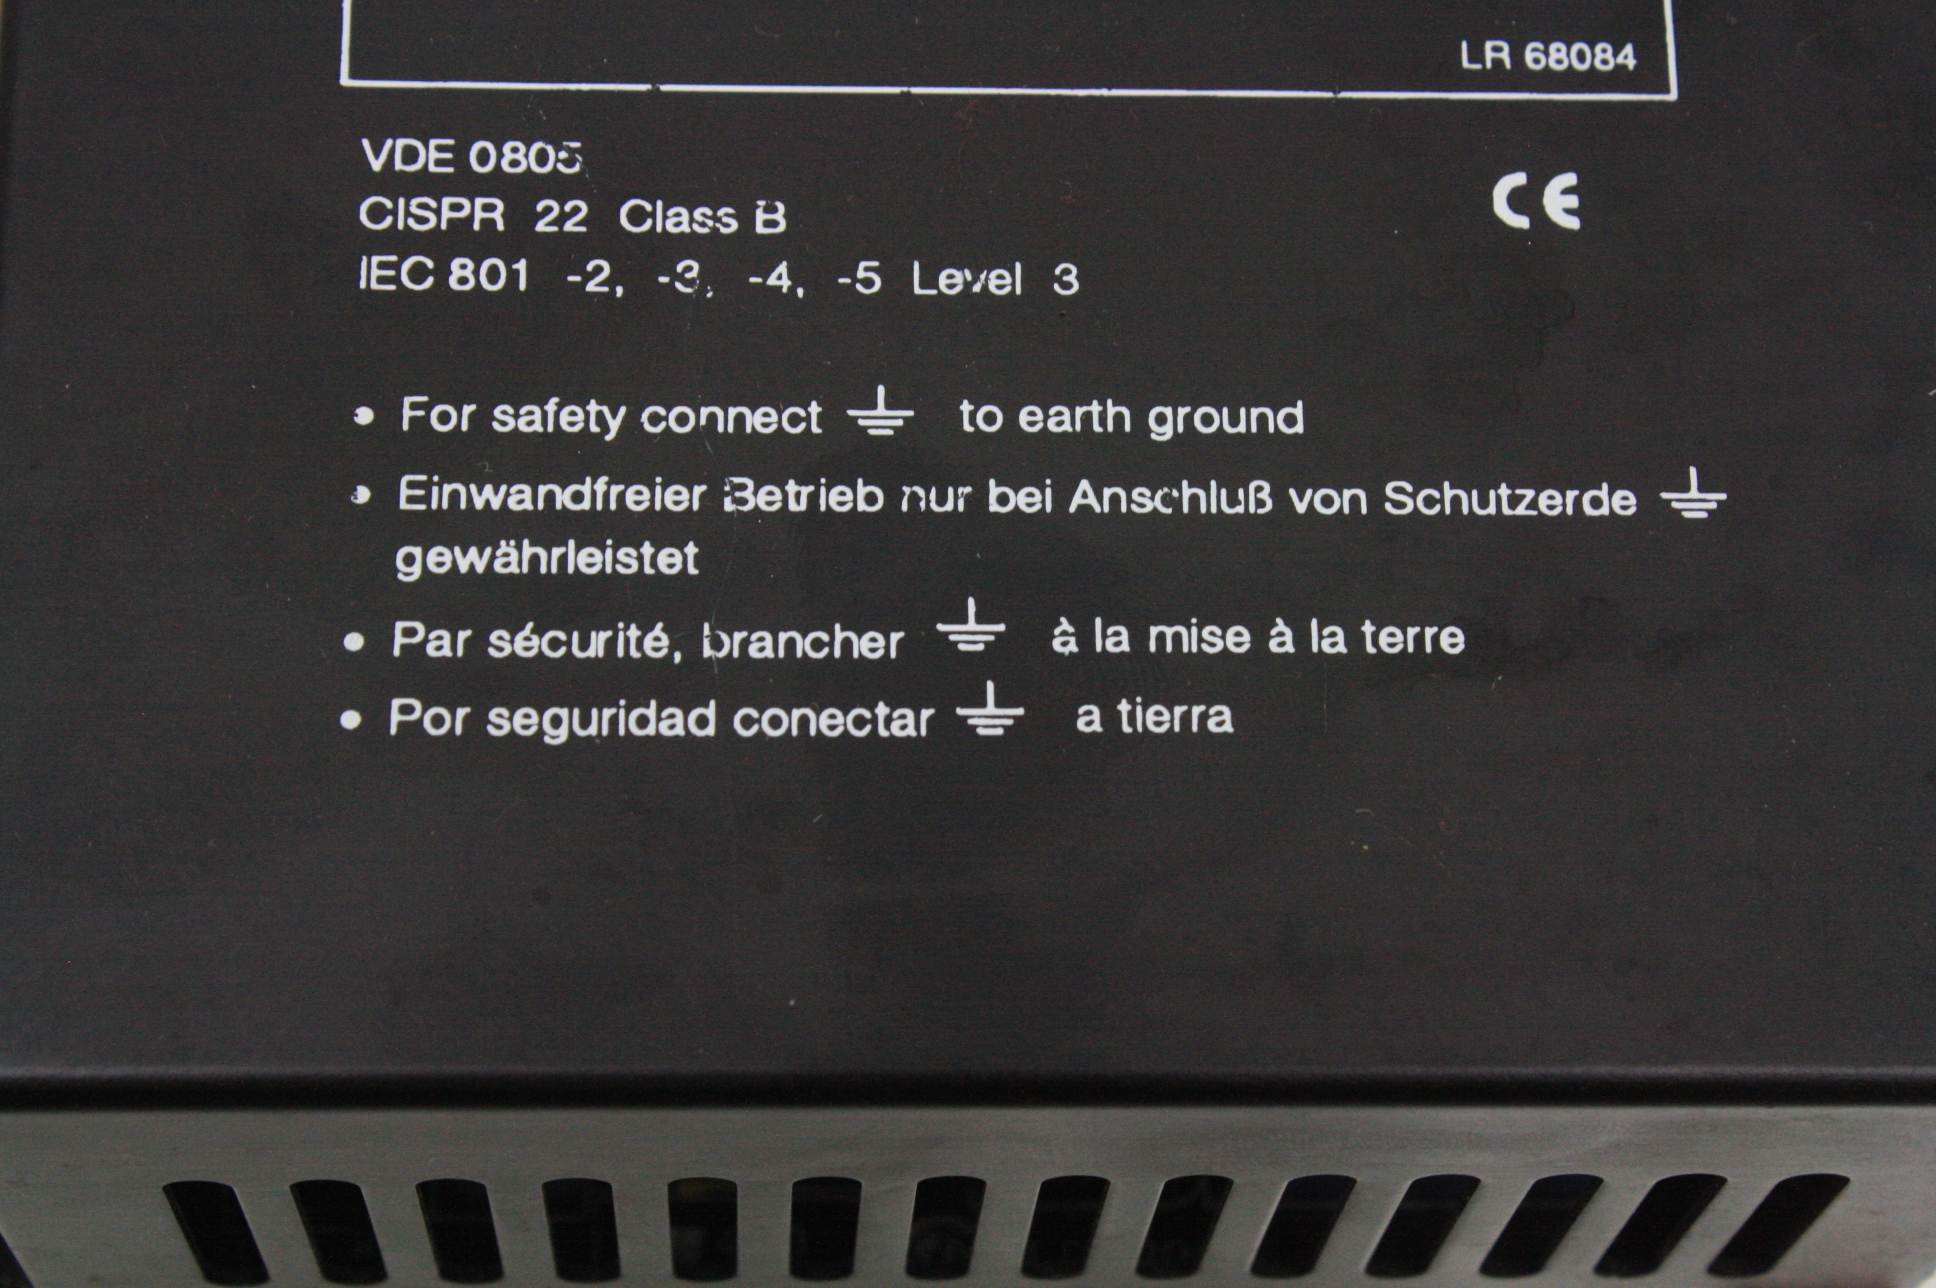 LR 68084
VDE 0805
CISPR 22 Class B
CE
IEC 801 -2, -3, -4, -5 Level 3
• For safety connect ⏚ to earth ground
• Einwandfreier Betrieb nur bei Anschluß von Schutzerde ⏚
gewährleistet
• Par sécurité, brancher ⏚ à la mise à la terre
• Por seguridad conectar ⏚ a tierra